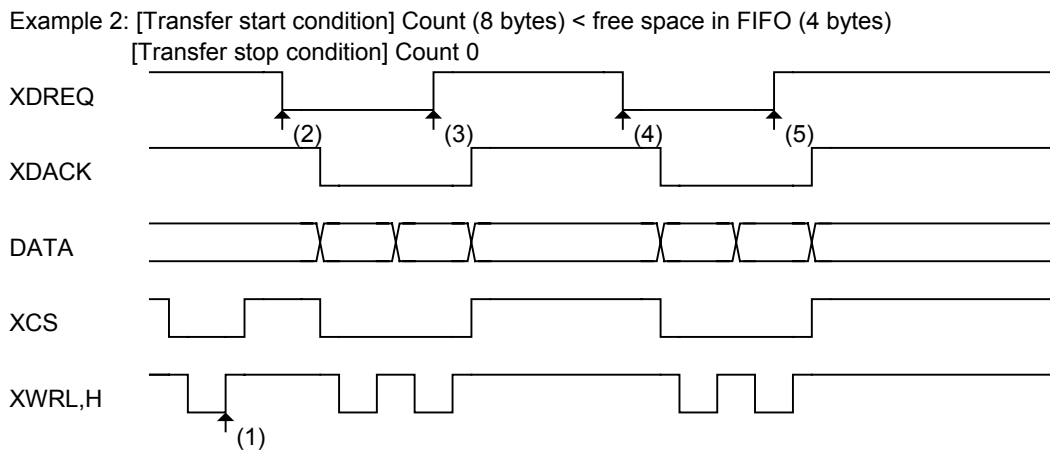 Example 2: [Transfer start condition] Count (8 bytes) < free space in FIFO (4 bytes)
[Transfer stop condition] Count 0
XDREQ
(2)
(3)
(4)
(5)
XDACK
DATA
XCS
XWRL,H
(1)